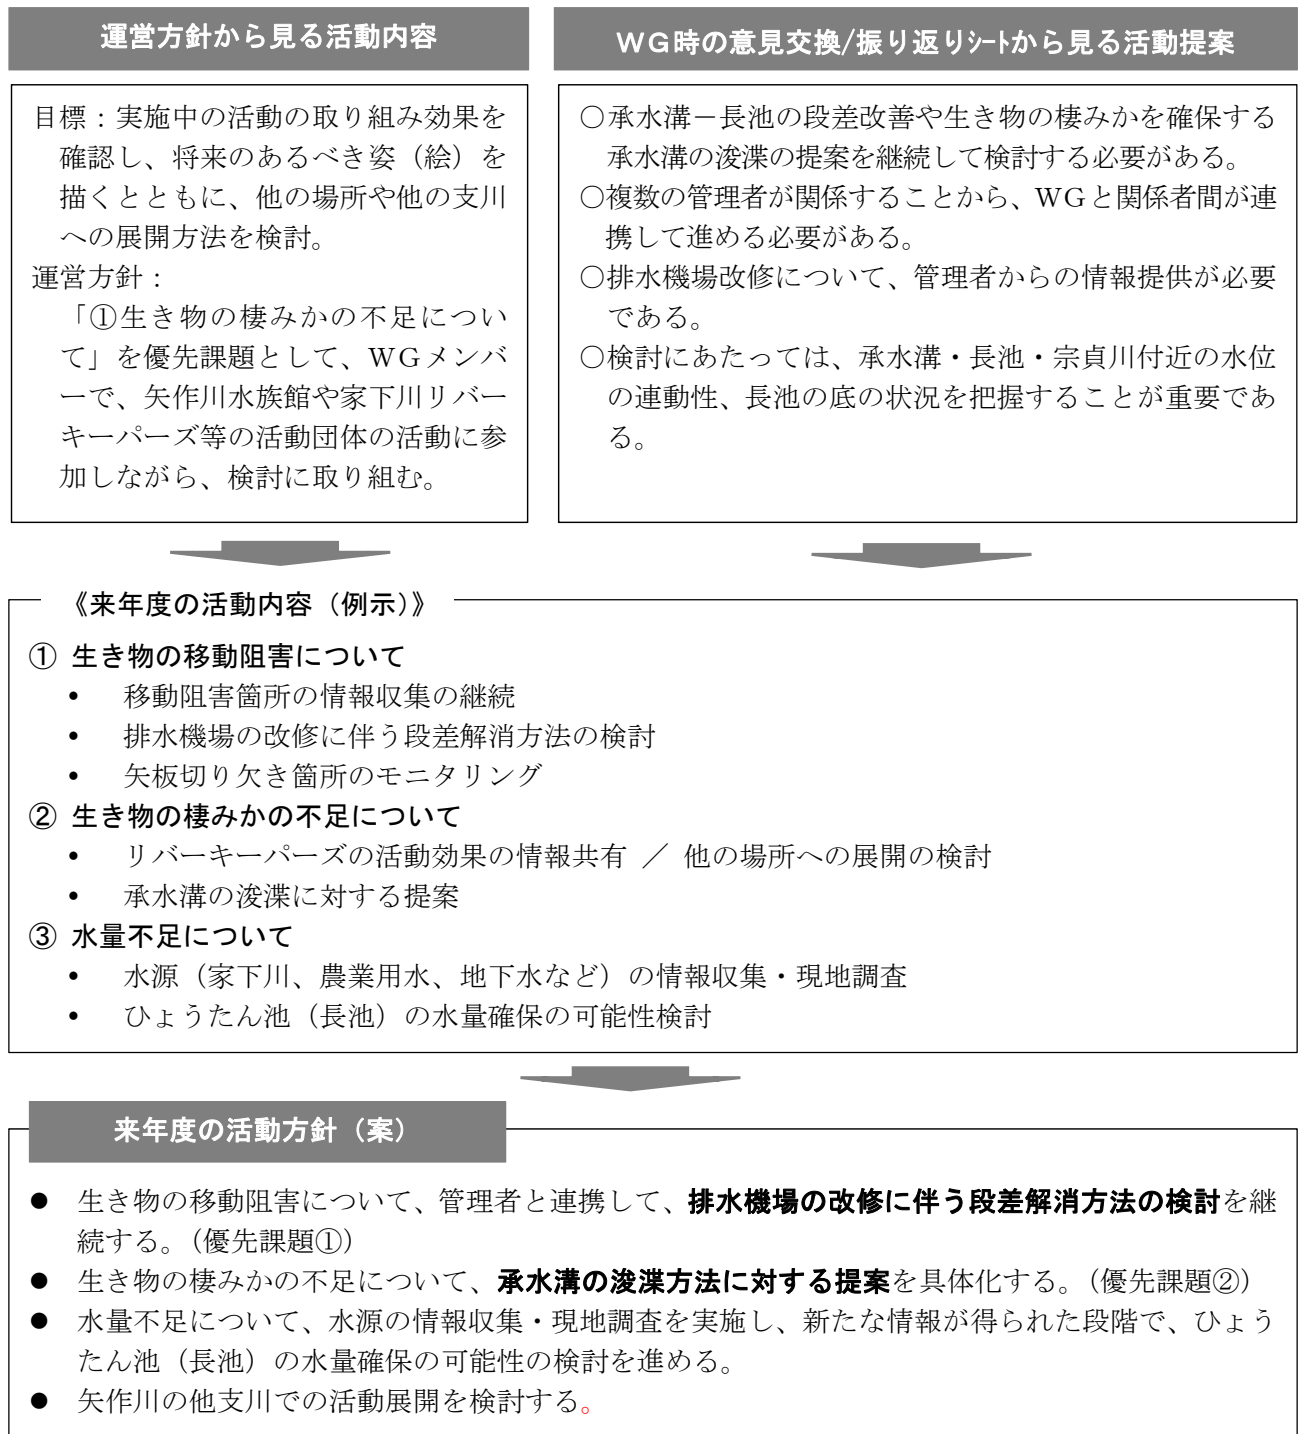 運営方針から見る活動内容
目標：実施中の活動の取り組み効果を
確認し、将来のあるべき姿（絵）を
描くとともに、他の場所や他の支川
への展開方法を検討。
運営方針：
「①生き物の棲みかの不足につい
て」を優先課題として、ＷＧメンバ
ーで、矢作川水族館や家下川リバー
キーパーズ等の活動団体の活動に参
加しながら、検討に取り組む。
ＷＧ時の意見交換/振り返りｼｰﾄから見る活動提案
○承水溝－長池の段差改善や生き物の棲みかを確保する
承水溝の浚渫の提案を継続して検討する必要がある。
○複数の管理者が関係することから、ＷＧと関係者間が連
携して進める必要がある。
○排水機場改修について、管理者からの情報提供が必要
である。
○検討にあたっては、承水溝・長池・宗貞川付近の水位
の連動性、長池の底の状況を把握することが重要であ
る。
《来年度の活動内容（例示）》
① 生き物の移動阻害について
• 移動阻害箇所の情報収集の継続
• 排水機場の改修に伴う段差解消方法の検討
• 矢板切り欠き箇所のモニタリング
② 生き物の棲みかの不足について
• リバーキーパーズの活動効果の情報共有 ／ 他の場所への展開の検討
• 承水溝の浚渫に対する提案
③ 水量不足について
• 水源（家下川、農業用水、地下水など）の情報収集・現地調査
• ひょうたん池（長池）の水量確保の可能性検討
来年度の活動方針（案）
● 生き物の移動阻害について、管理者と連携して、排水機場の改修に伴う段差解消方法の検討を継
続する。（優先課題①）
● 生き物の棲みかの不足について、承水溝の浚渫方法に対する提案を具体化する。（優先課題②）
● 水量不足について、水源の情報収集・現地調査を実施し、新たな情報が得られた段階で、ひょう
たん池（長池）の水量確保の可能性の検討を進める。
● 矢作川の他支川での活動展開を検討する。